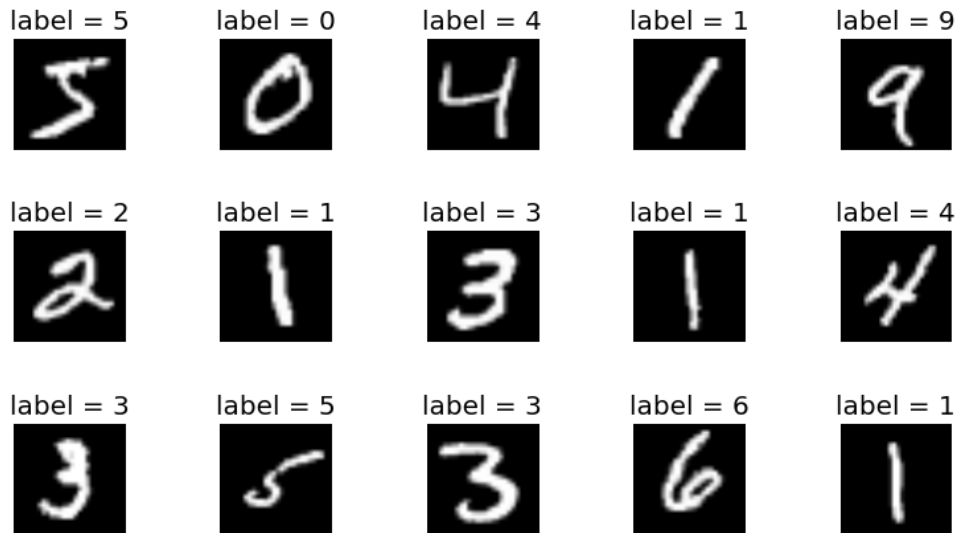 label = 5 label = 0 label = 4 label = 1 label = 9
5 0 4 1 9
label = 2 label = 1 label = 3 label = 1 label = 4
2 1 3 1 4
label = 3 label = 5 label = 3 label = 6 label = 1
3 5 3 6 1